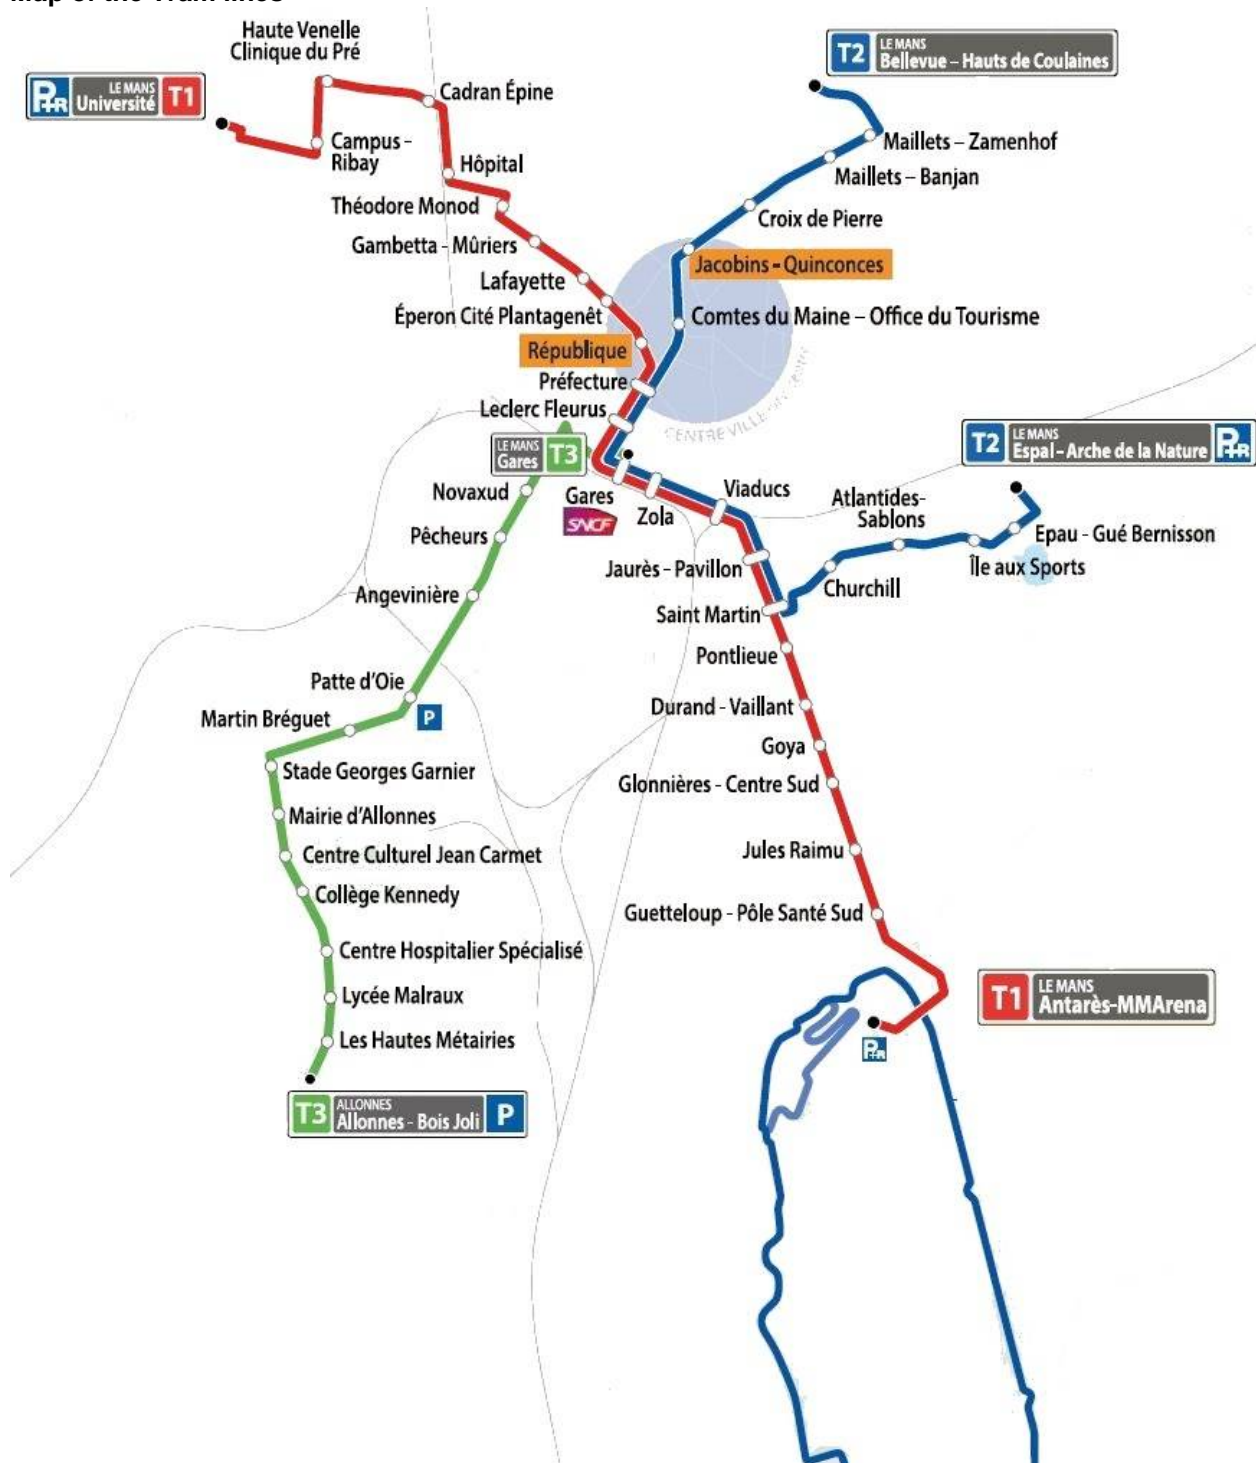 Map of the Tram lines
Haute Venelle
Clinique du Pré
T2
LE MANS
Bellevue – Hauts de Coulaines
P+R
LE MANS
Université
T1
Cadran Épine
Campus –
Ribay
Maillets – Zamenhof
Hôpital
Maillets – Banjan
Théodore Monod
Croix de Pierre
Gambetta - Mûriers
Jacobins - Quinconces
Lafayette
Éperon Cité Plantagenêt
Comtes du Maine – Office du Tourisme
République
Préfecture
Leclerc Fleurus
CENTRE VILLE
LE MANS
Gares
T3
T2
LE MANS
Espal - Arche de la Nature
P+R
Novaxud
Gares
SNCF
Zola
Viaducs
Atlantides-
Sablons
Pêcheurs
Epau - Gué Bernisson
Jaurès - Pavillon
Île aux Sports
Angevinière
Churchill
Saint Martin
Pontlieue
Patte d'Oie
P
Martin Bréguet
Durand - Vaillant
Goya
Stade Georges Garnier
Glonnières - Centre Sud
Mairie d'Allonnes
Centre Culturel Jean Carmet
Jules Raimu
Collège Kennedy
Guetteloup - Pôle Santé Sud
Centre Hospitalier Spécialisé
Lycée Malraux
T1
LE MANS
Antarès-MMArena
Les Hautes Métairies
P+R
T3
ALLONNES
Allonnes - Bois Joli
P